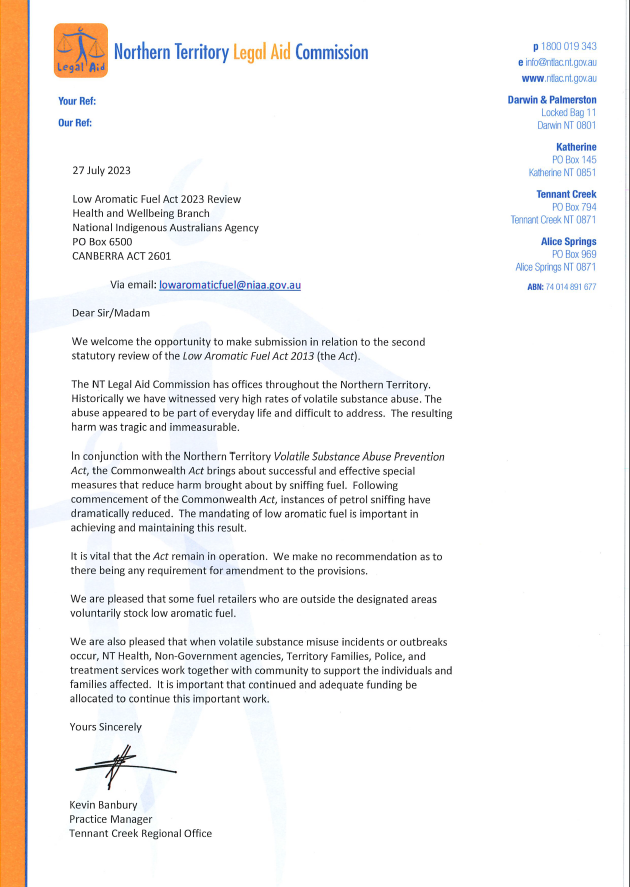 Legal Aid
Northern Territory Legal Aid Commission
p 1800 019 343
e info@ntlac.nt.gov.au
www.ntlac.nt.gov.au
Your Ref:
Our Ref:
Darwin & Palmerston
Locked Bag 11
Darwin NT 0801
Katherine
PO Box 145
Katherine NT 0851
Tennant Creek
PO Box 794
Tennant Creek NT 0871
Alice Springs
PO Box 969
Alice Springs NT 0871
ABN: 74 014 891 677
27 July 2023
Low Aromatic Fuel Act 2023 Review
Health and Wellbeing Branch
National Indigenous Australians Agency
PO Box 6500
CANBERRA ACT 2601
Via email: lowaromaticfuel@niaa.gov.au
Dear Sir/Madam
We welcome the opportunity to make submission in relation to the second
statutory review of the Low Aromatic Fuel Act 2013 (the Act).
The NT Legal Aid Commission has offices throughout the Northern Territory.
Historically we have witnessed very high rates of volatile substance abuse. The
abuse appeared to be part of everyday life and difficult to address. The resulting
harm was tragic and immeasurable.
In conjunction with the Northern Territory Volatile Substance Abuse Prevention
Act, the Commonwealth Act brings about successful and effective special
measures that reduce harm brought about by sniffing fuel. Following
commencement of the Commonwealth Act, instances of petrol sniffing have
dramatically reduced. The mandating of low aromatic fuel is important in
achieving and maintaining this result.
It is vital that the Act remain in operation. We make no recommendation as to
there being any requirement for amendment to the provisions.
We are pleased that some fuel retailers who are outside the designated areas
voluntarily stock low aromatic fuel.
We are also pleased that when volatile substance misuse incidents or outbreaks
occur, NT Health, Non-Government agencies, Territory Families, Police, and
treatment services work together with community to support the individuals and
families affected. It is important that continued and adequate funding be
allocated to continue this important work.
Yours Sincerely
Kevin Banbury
Practice Manager
Tennant Creek Regional Office